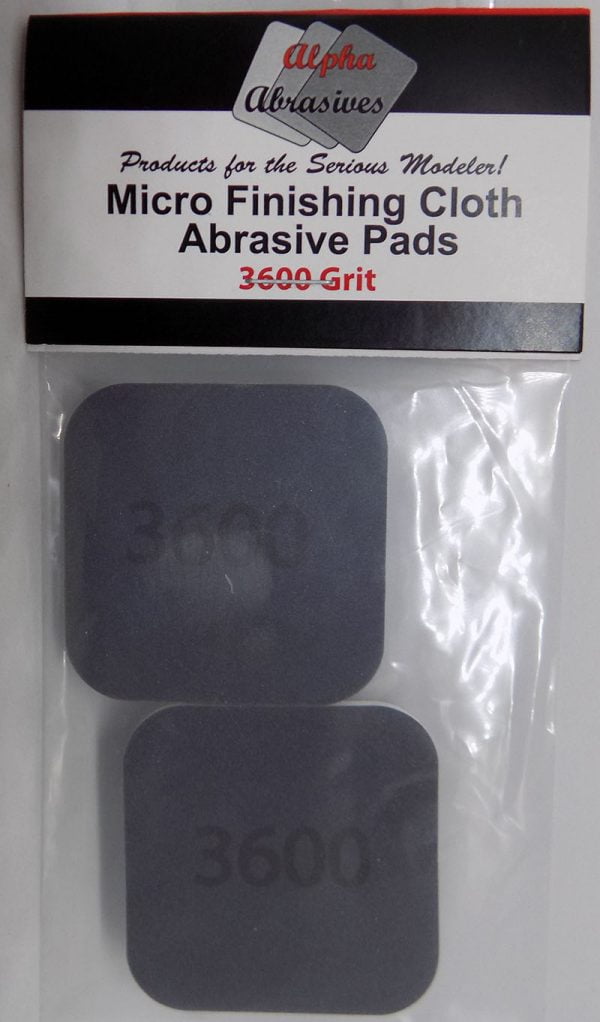 Alpha
Abrasives
Products for the Serious Modeler!
Micro Finishing Cloth
Abrasive Pads
3600 Grit
3600
3600